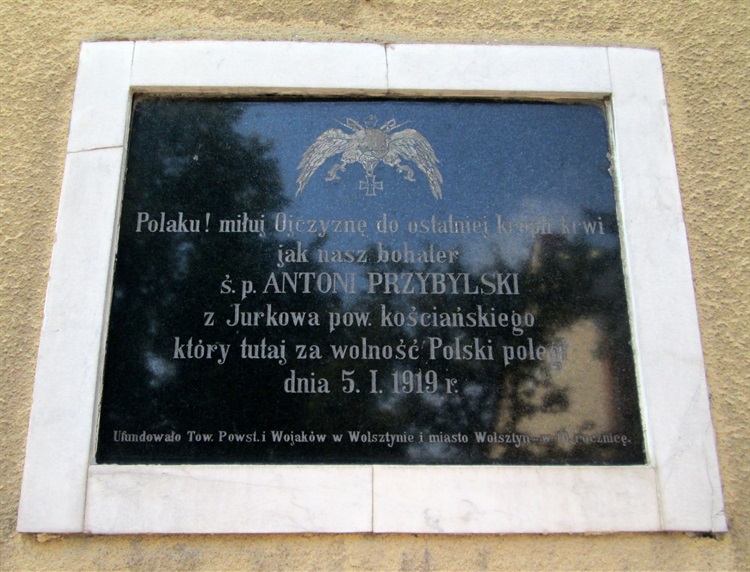 Polaku! miłuj Ojczyznę do ostatniej kropli krwi
jak nasz bohater
ś. p. ANTONI PRZYBYLSKI
z Jurkowa pow. kościańskiego
który tutaj za wolność Polski poległ
dnia 5. I. 1919 r.
Ufundowało Tow. Powst. i Wojaków w Wolsztynie i miasto Wolsztyn - w rocznicę.